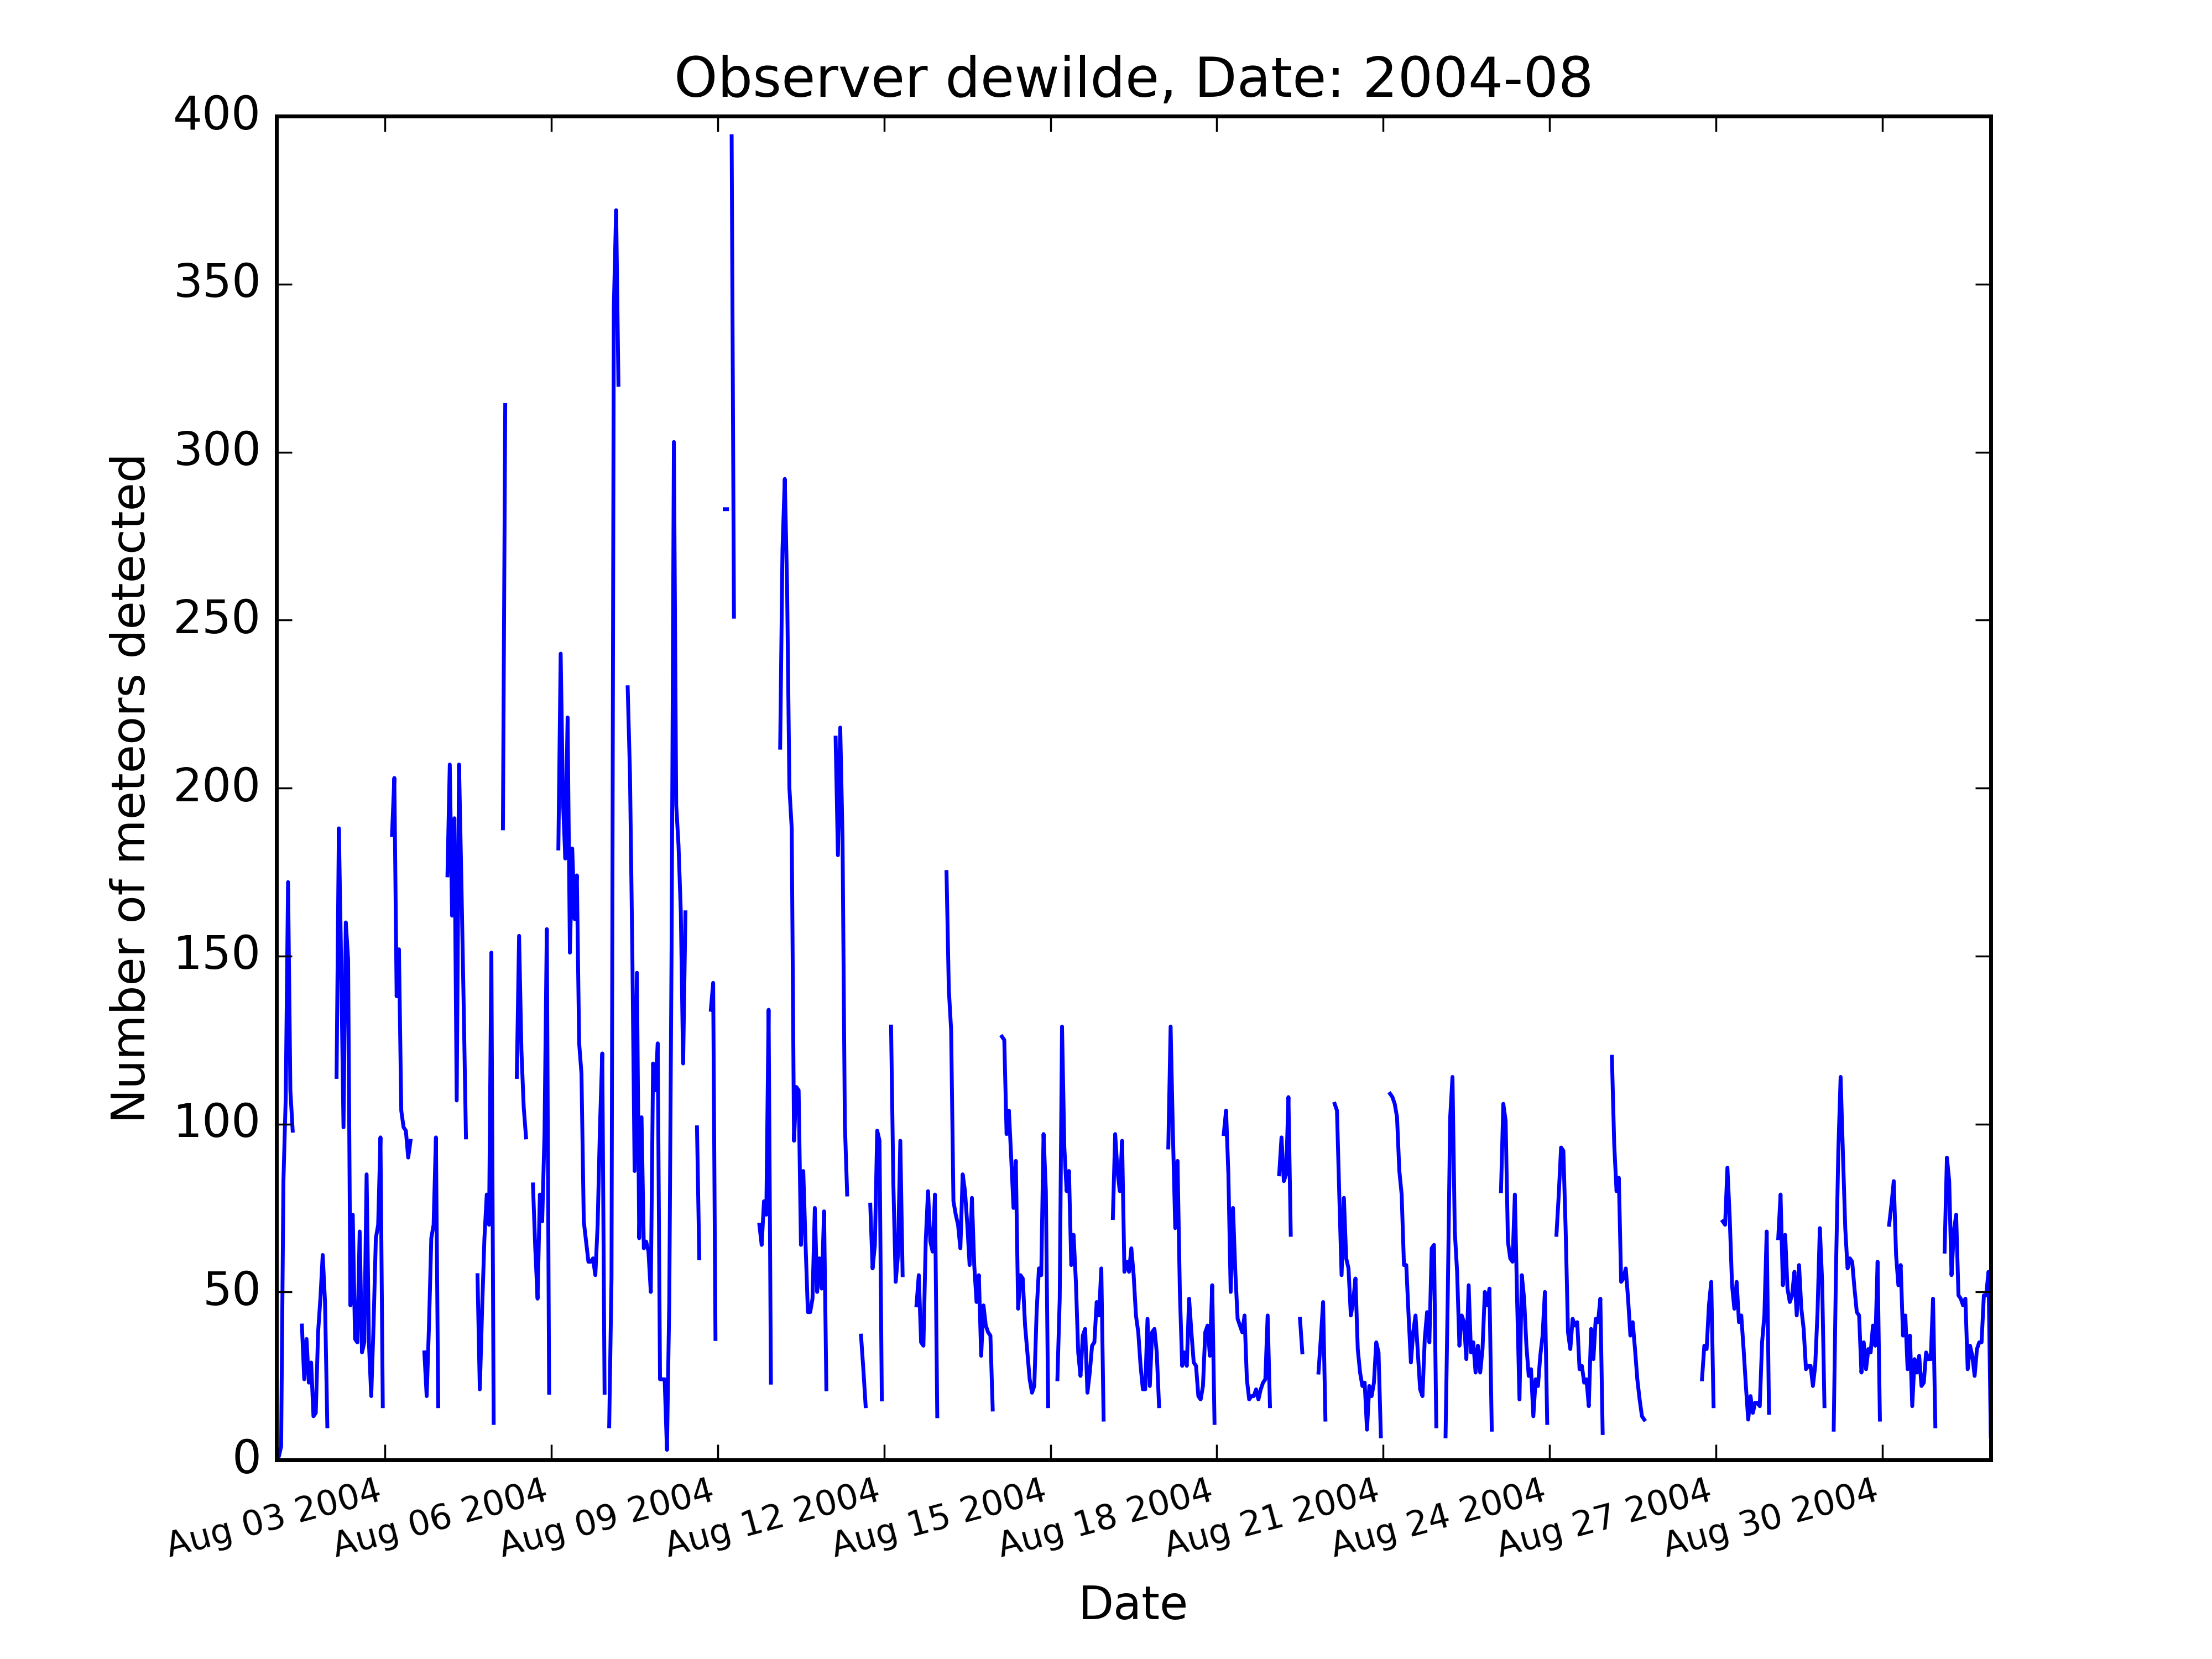 Observer dewilde, Date: 2004-08
400
350
300
250
200
150
100
50
0
Number of meteors detected
Aug 03 2004
Aug 06 2004
Aug 09 2004
Aug 12 2004
Aug 15 2004
Aug 18 2004
Aug 21 2004
Aug 24 2004
Aug 27 2004
Aug 30 2004
Date